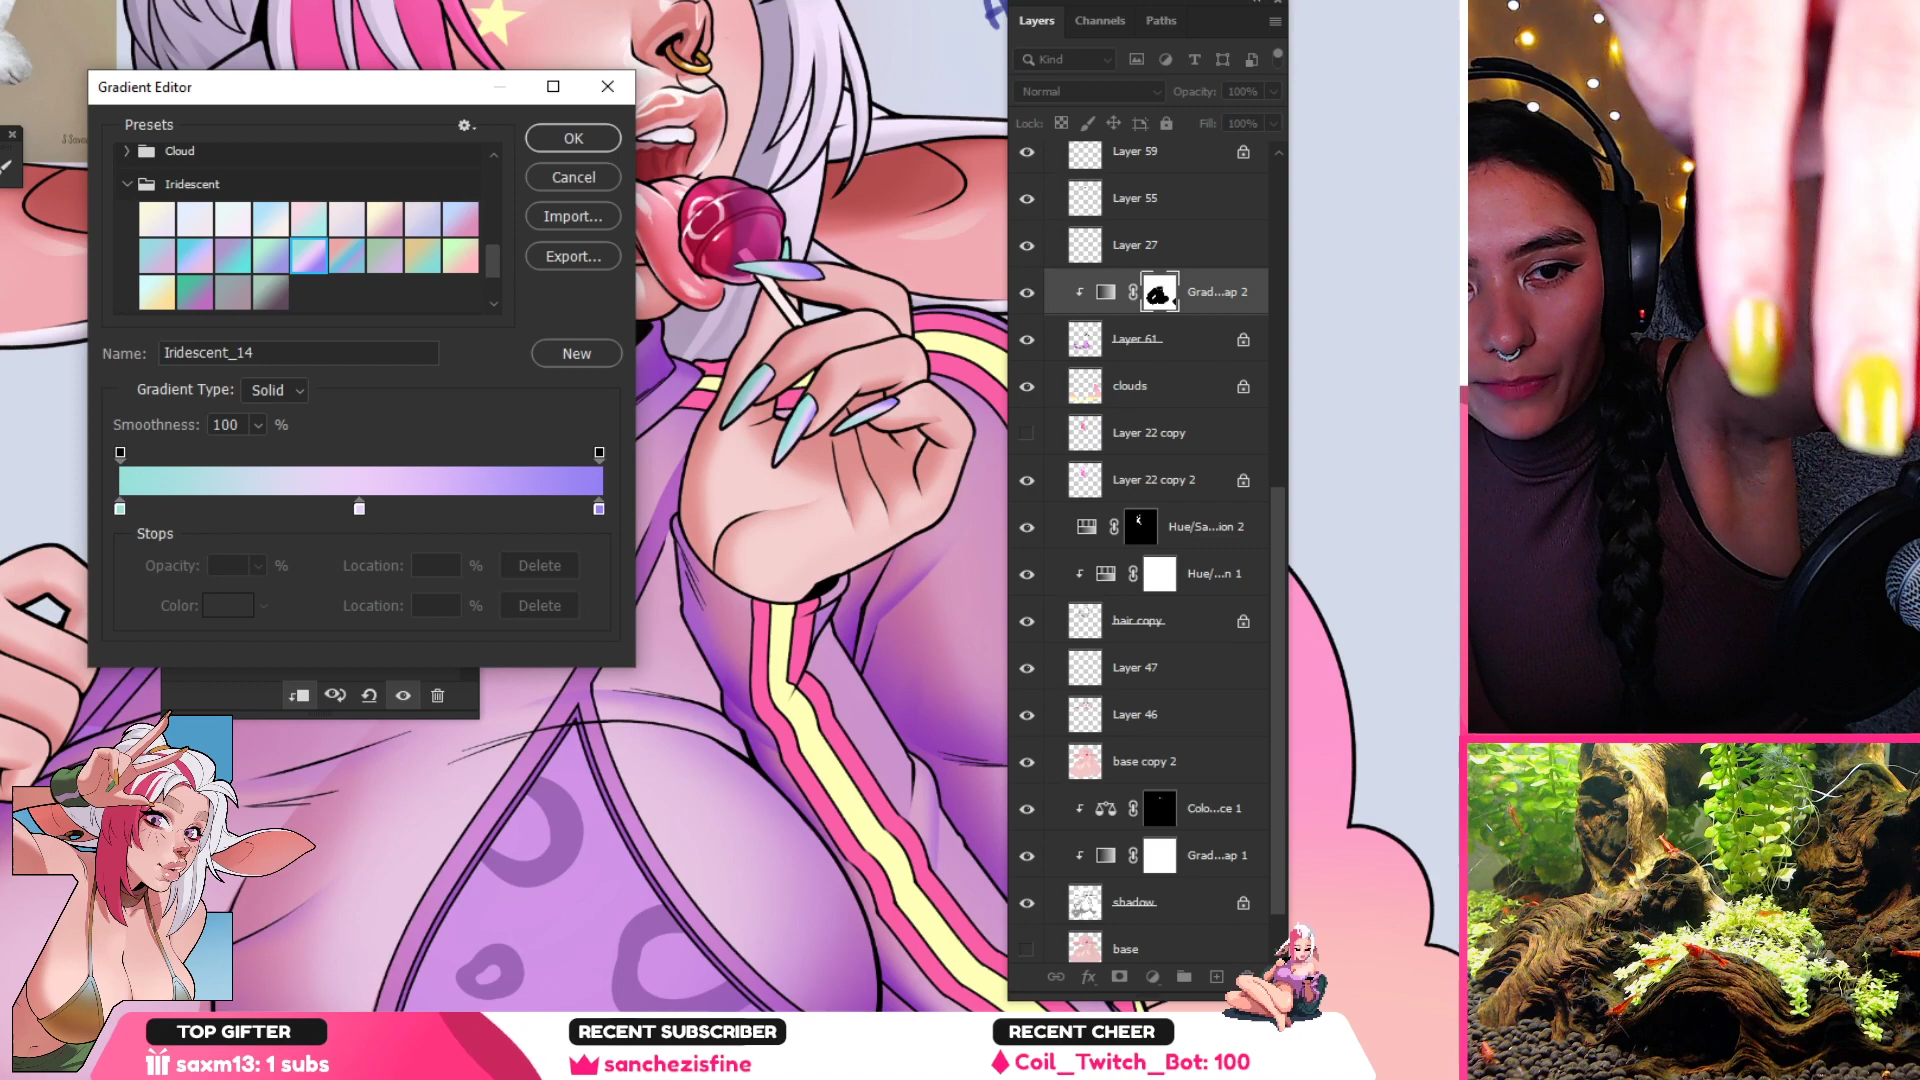 Gradient Editor
Presets
Cloud
Iridescent
OK
Cancel
Import...
Export...
Name: Iridescent_14
New
Gradient Type: Solid
Smoothness: 100 %
Stops
Opacity: % Location: % Delete
Color: Location: % Delete
Layers Channels Paths
Kind
Normal Opacity: 100%
Lock: Fill: 100%
Layer 59
Layer 55
Layer 27
Grad...ap 2
Layer 61
clouds
Layer 22 copy
Layer 22 copy 2
Hue/Sa...ion 2
Hue/...n 1
hair copy
Layer 47
Layer 46
base copy 2
Colo...ce 1
Grad...ap 1
shadow
base
fx
TOP GIFTER
saxm13: 1 subs
RECENT SUBSCRIBER
sanchezisfine
RECENT CHEER
Coil_Twitch_Bot: 100